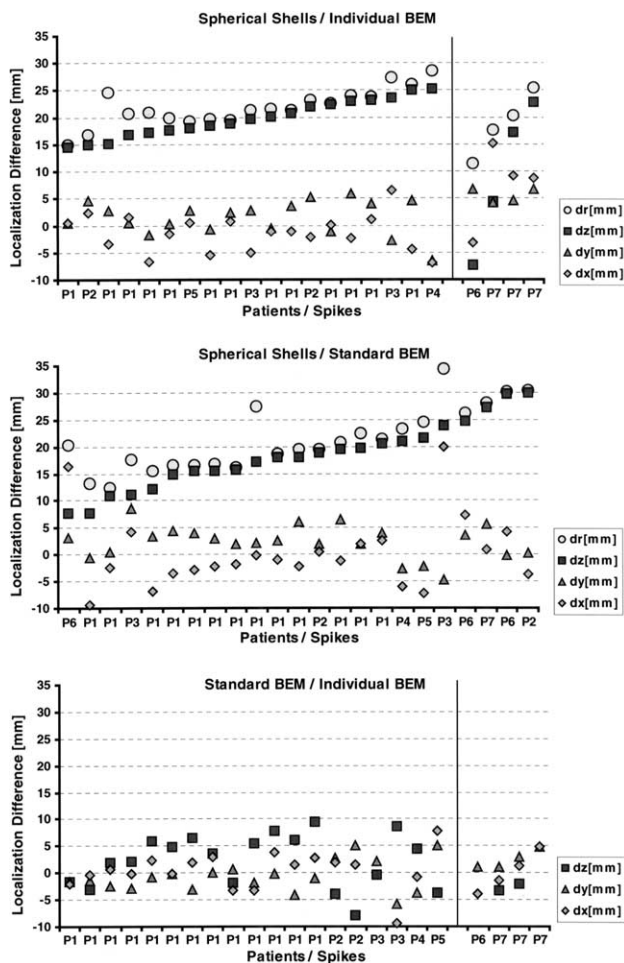 Spherical Shells / Individual BEM
Localization Difference [mm]
35
30
25
20
15
10
5
0
-5
-10
P1 P2 P1 P1 P1 P1 P5 P1 P1 P3 P1 P1 P2 P1 P1 P1 P3 P1 P4 P6 P7 P7 P7
Patients / Spikes
dr[mm]
dz[mm]
dy[mm]
dx[mm]
Spherical Shells / Standard BEM
Localization Difference [mm]
35
30
25
20
15
10
5
0
-5
-10
P6 P1 P1 P3 P1 P1 P1 P1 P1 P1 P1 P1 P2 P1 P1 P1 P4 P5 P3 P6 P7 P6 P2
Patients / Spikes
dr[mm]
dz[mm]
dy[mm]
dx[mm]
Standard BEM / Individual BEM
Localization Difference [mm]
35
30
25
20
15
10
5
0
-5
-10
P1 P1 P1 P1 P1 P1 P1 P1 P1 P1 P1 P1 P1 P2 P2 P3 P3 P4 P5 P6 P7 P7 P7
Patients / Spikes
dz[mm]
dy[mm]
dx[mm]